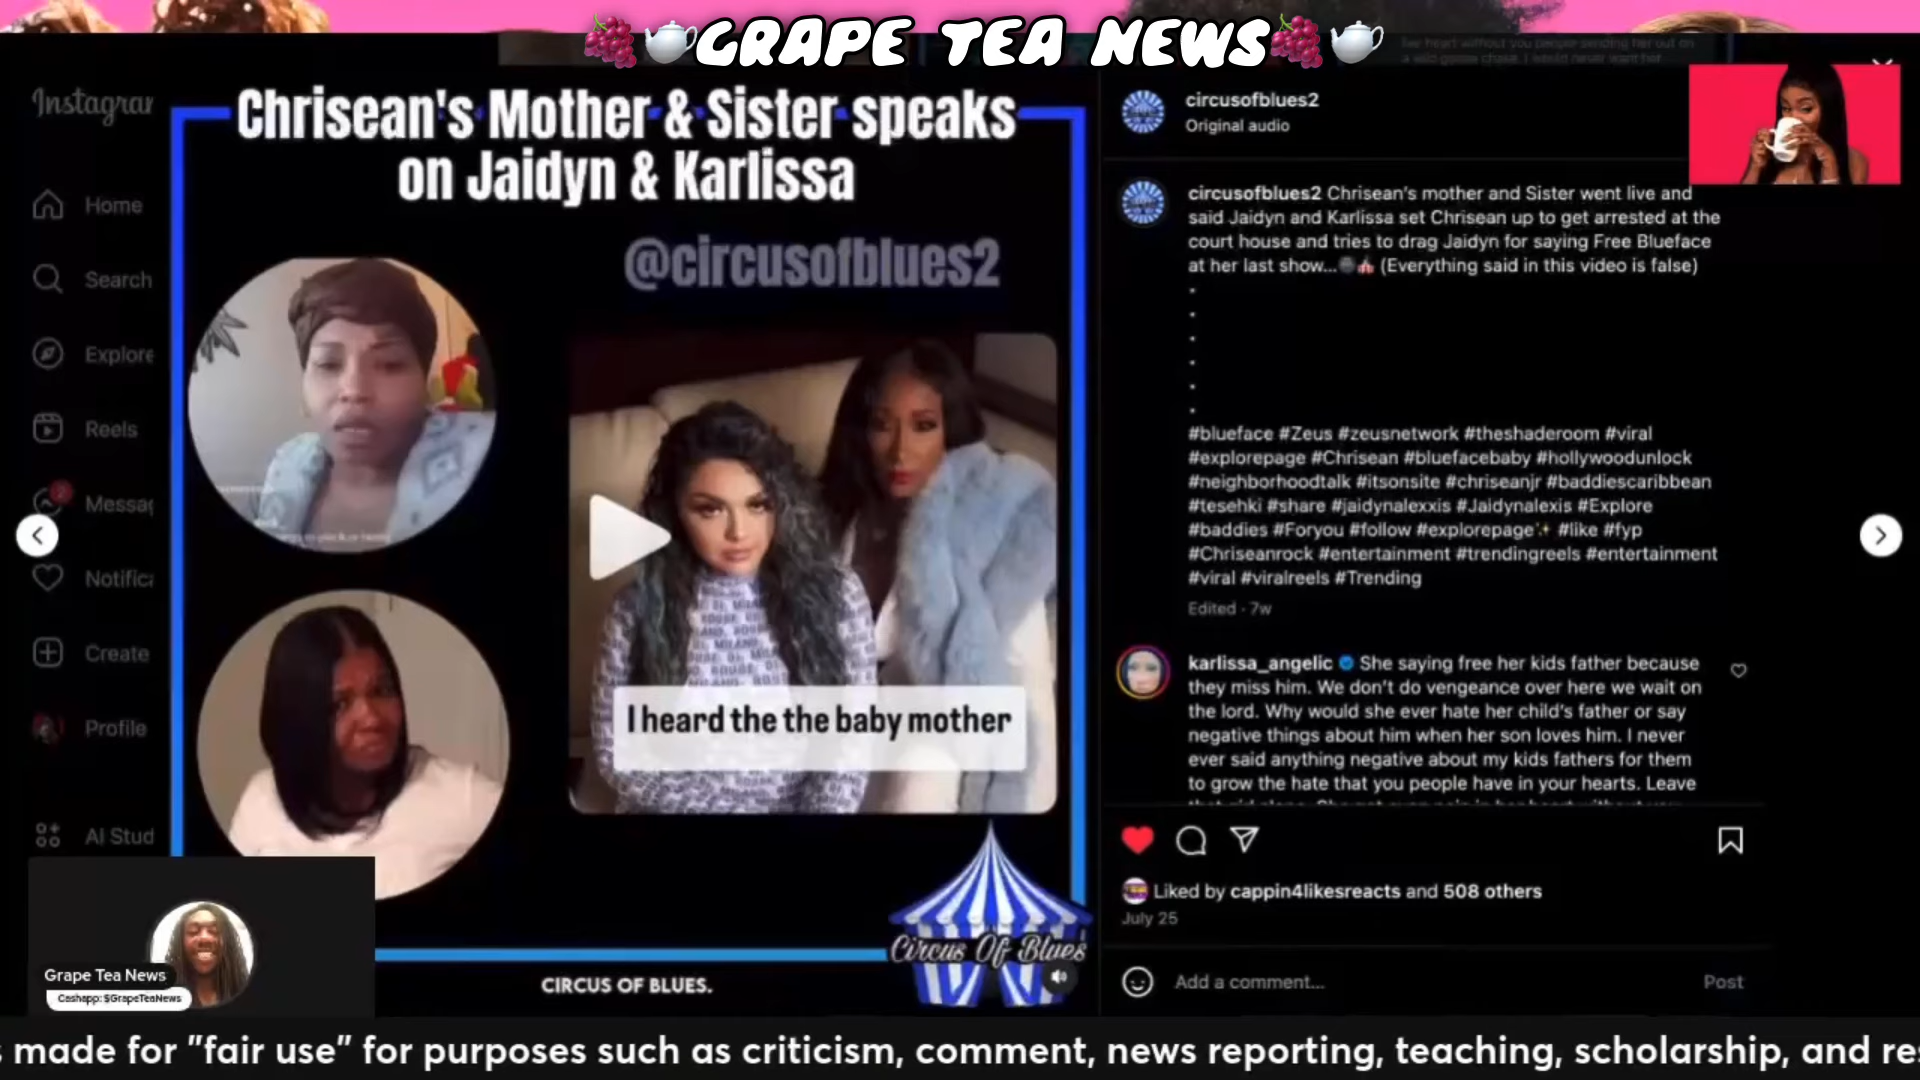 GRAPE TEA NEWS
Instagram
Home
Search
Explore
Reels
Messag
Notifica
Create
Profile
AI Stud
Chrisean's Mother & Sister speaks
on Jaidyn & Karlissa
@circusofblues2
I heard the the baby mother
Circus Of Blues
CIRCUS OF BLUES.
Grape Tea News
Cashapp: $GrapeTeaNews
circusofblues2
Original audio
circusofblues2 Chrisean's mother and Sister went live and
said Jaidyn and Karlissa set Chrisean up to get arrested at the
court house and tries to drag Jaidyn for saying Free Blueface
at her last show... (Everything said in this video is false)
.
.
.
.
.
.
#blueface #Zeus #zeusnetwork #theshaderoom #viral
#explorepage #Chrisean #bluefacebaby #hollywoodunlock
#neighborhoodtalk #itsonsite #chriseanjr #baddiescaribbean
#tesehki #share #jaidynalexxis #Jaidynalexis #Explore
#baddies #Foryou #follow #explorepage✨ #like #fyp
#Chriseanrock #entertainment #trendingreels #entertainment
#viral #viralreels #Trending
Edited · 7w
karlissa_angelic She saying free her kids father because
they miss him. We don't do vengeance over here we wait on
the lord. Why would she ever hate her child's father or say
negative things about him when her son loves him. I never
ever said anything negative about my kids fathers for them
to grow the hate that you people have in your hearts. Leave
Liked by cappin4likesreacts and 508 others
July 25
Add a comment...
Post
s made for "fair use" for purposes such as criticism, comment, news reporting, teaching, scholarship, and res